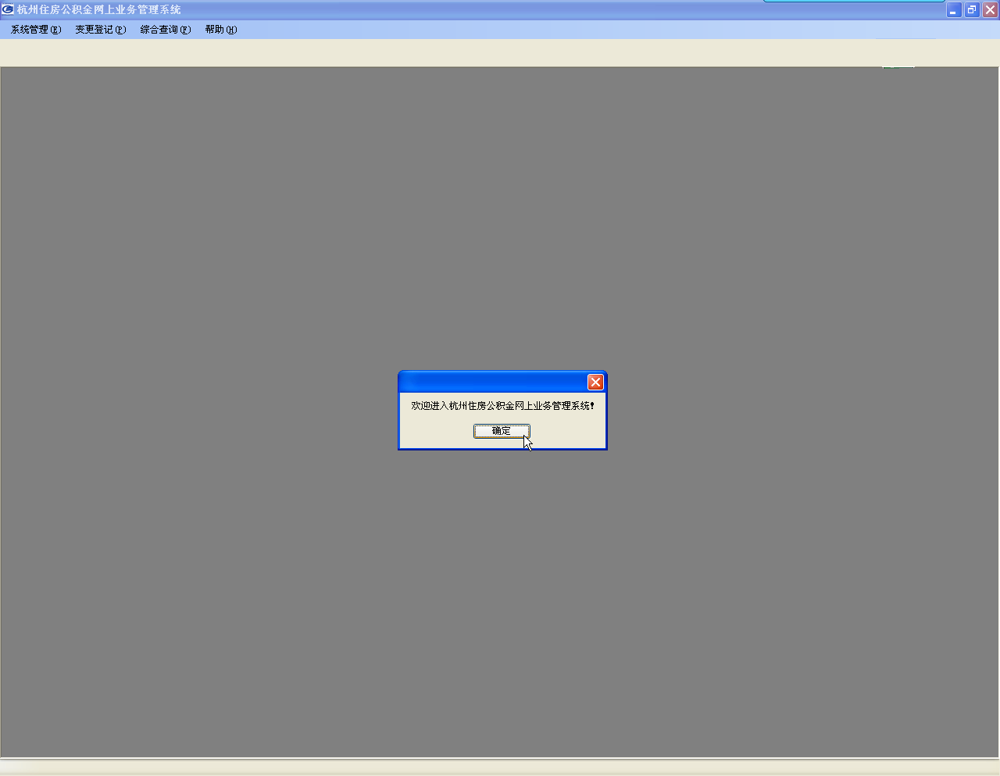 杭州住房公积金网上业务管理系统
系统管理(E) 变更登记(P) 综合查询(F) 帮助(H)
欢迎进入杭州住房公积金网上业务管理系统!
确定